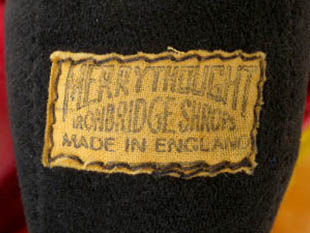 MERRYTHOUGHT
IRONBRIDGE SHROPS
MADE IN ENGLAND